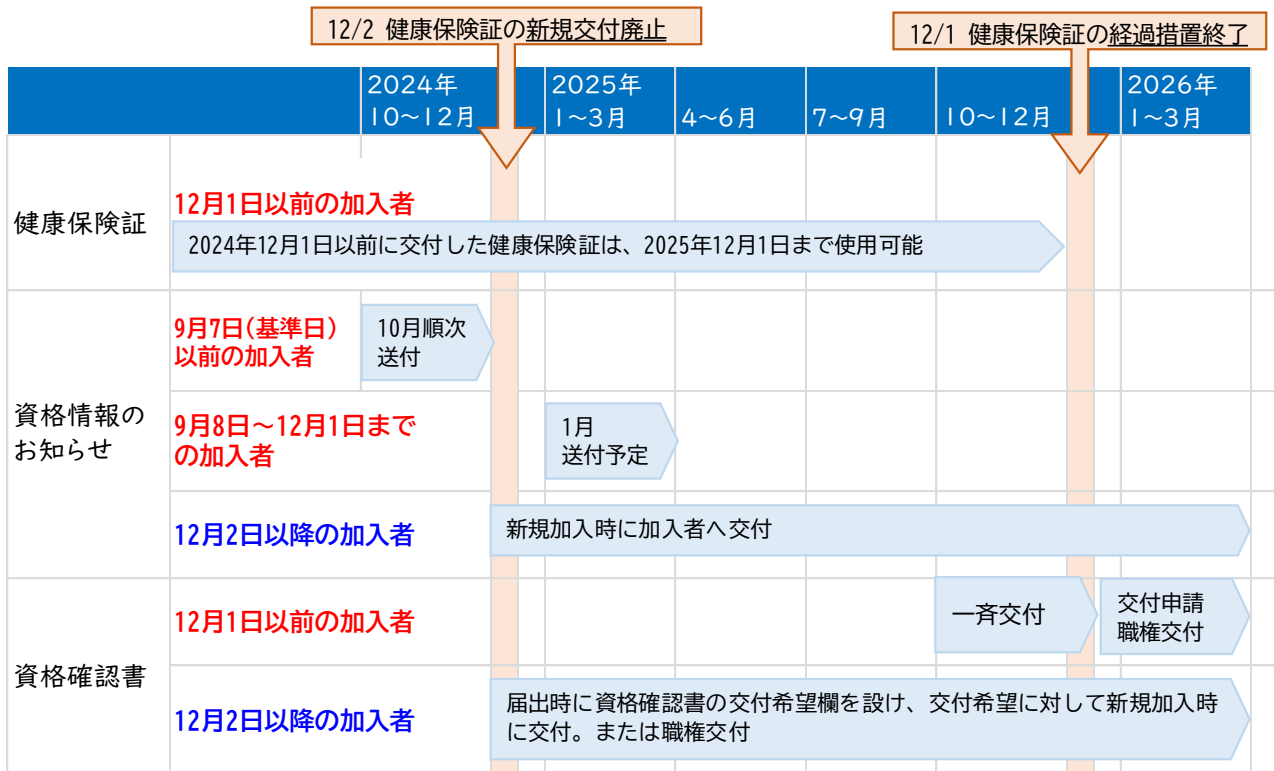 12/2 健康保険証の新規交付廃止
12/1 健康保険証の経過措置終了
2024年
10~12月
2025年
1~3月
4~6月
7~9月
10~12月
2026年
1~3月
健康保険証
12月1日以前の加入者
2024年12月1日以前に交付した健康保険証は、2025年12月1日まで使用可能
資格情報の
お知らせ
9月7日(基準日)
以前の加入者
10月順次
送付
9月8日~12月1日まで
の加入者
1月
送付予定
12月2日以降の加入者
新規加入時に加入者へ交付
資格確認書
12月1日以前の加入者
一斉交付
交付申請
職権交付
12月2日以降の加入者
届出時に資格確認書の交付希望欄を設け、交付希望に対して新規加入時
に交付。または職権交付